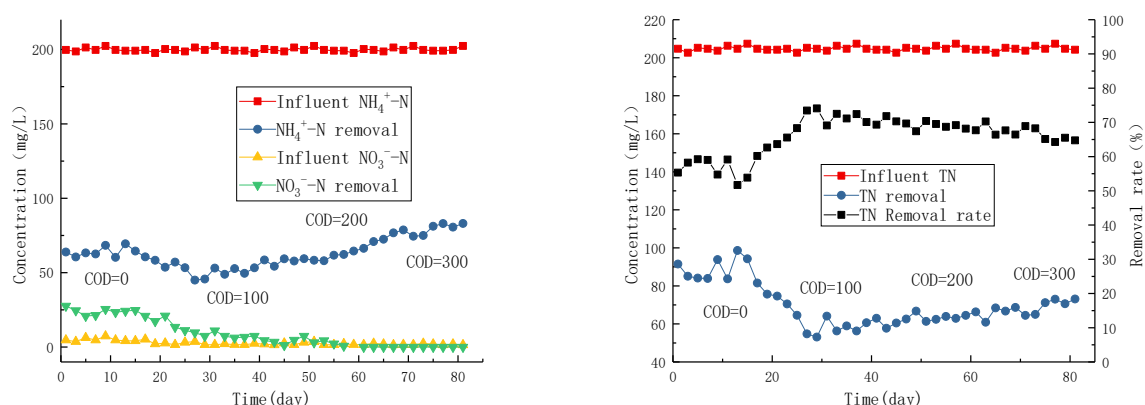 Concentration（mg/L）
200
150
100
50
0
Influent NH₄⁺-N
NH₄⁺-N removal
Influent NO₃⁻-N
NO₃⁻-N removal
COD=0
COD=100
COD=200
COD=300
0 10 20 30 40 50 60 70 80
Time(day)
Concentration（mg/L）
220
200
180
160
140
120
100
80
60
40
Influent TN
TN removal
TN Removal rate
COD=0
COD=100
COD=200
COD=300
0 20 40 60 80
Time(day)
100
90
80
70
60
50
40
30
20
10
0
Removal rate（%）